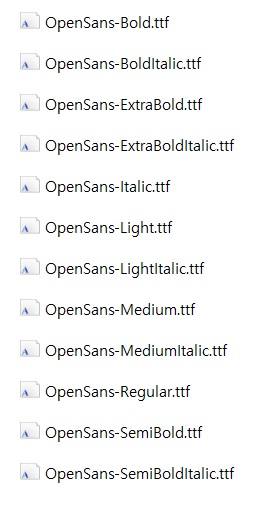 OpenSans-Bold.ttf
OpenSans-BoldItalic.ttf
OpenSans-ExtraBold.ttf
OpenSans-ExtraBoldItalic.ttf
OpenSans-Italic.ttf
OpenSans-Light.ttf
OpenSans-LightItalic.ttf
OpenSans-Medium.ttf
OpenSans-MediumItalic.ttf
OpenSans-Regular.ttf
OpenSans-SemiBold.ttf
OpenSans-SemiBoldItalic.ttf